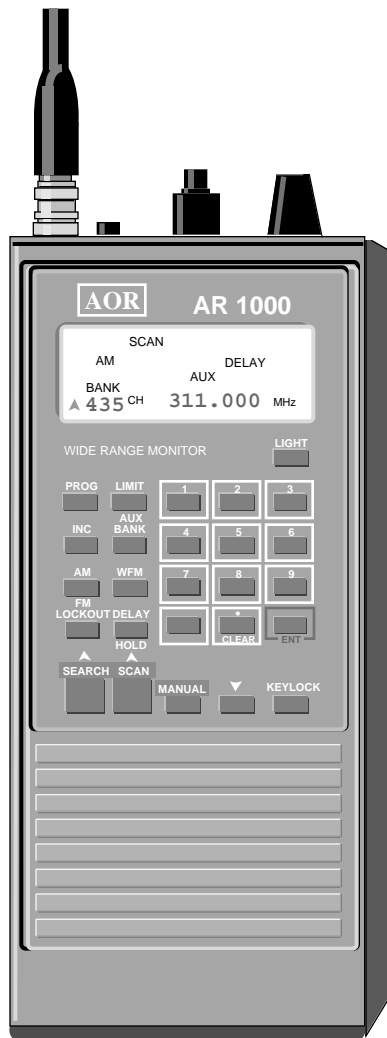 AOR AR 1000
SCAN
AM DELAY
AUX
BANK
435 CH 311.000 MHz
WIDE RANGE MONITOR LIGHT
PROG LIMIT 1 2 3
AUX
INC BANK 4 5 6
AM WFM 7 8 9
FM
LOCKOUT DELAY •
HOLD CLEAR ENT
SEARCH SCAN
MANUAL KEYLOCK